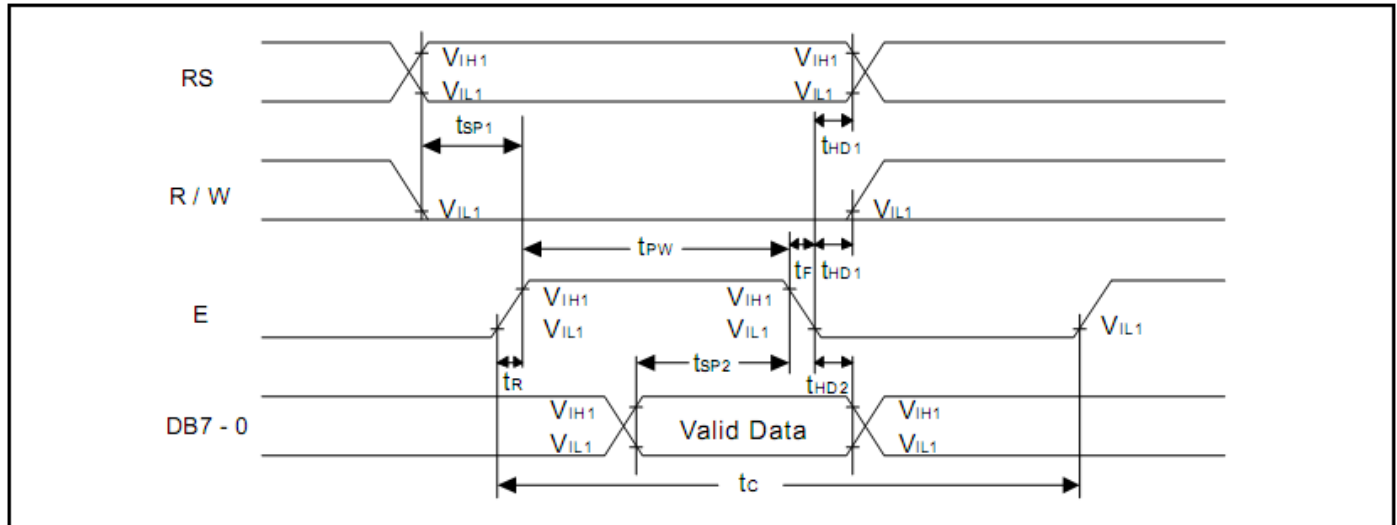 RS
VIH1 VIH1
VIL1 VIL1
tSP1 tHD1
R / W
VIL1 VIL1
tPW
tF tHD1
E
VIH1 VIH1
VIL1 VIL1 VIL1
tR tSP2 tHD2
DB7 - 0
VIH1 VIH1
Valid Data
VIL1 VIL1
tC